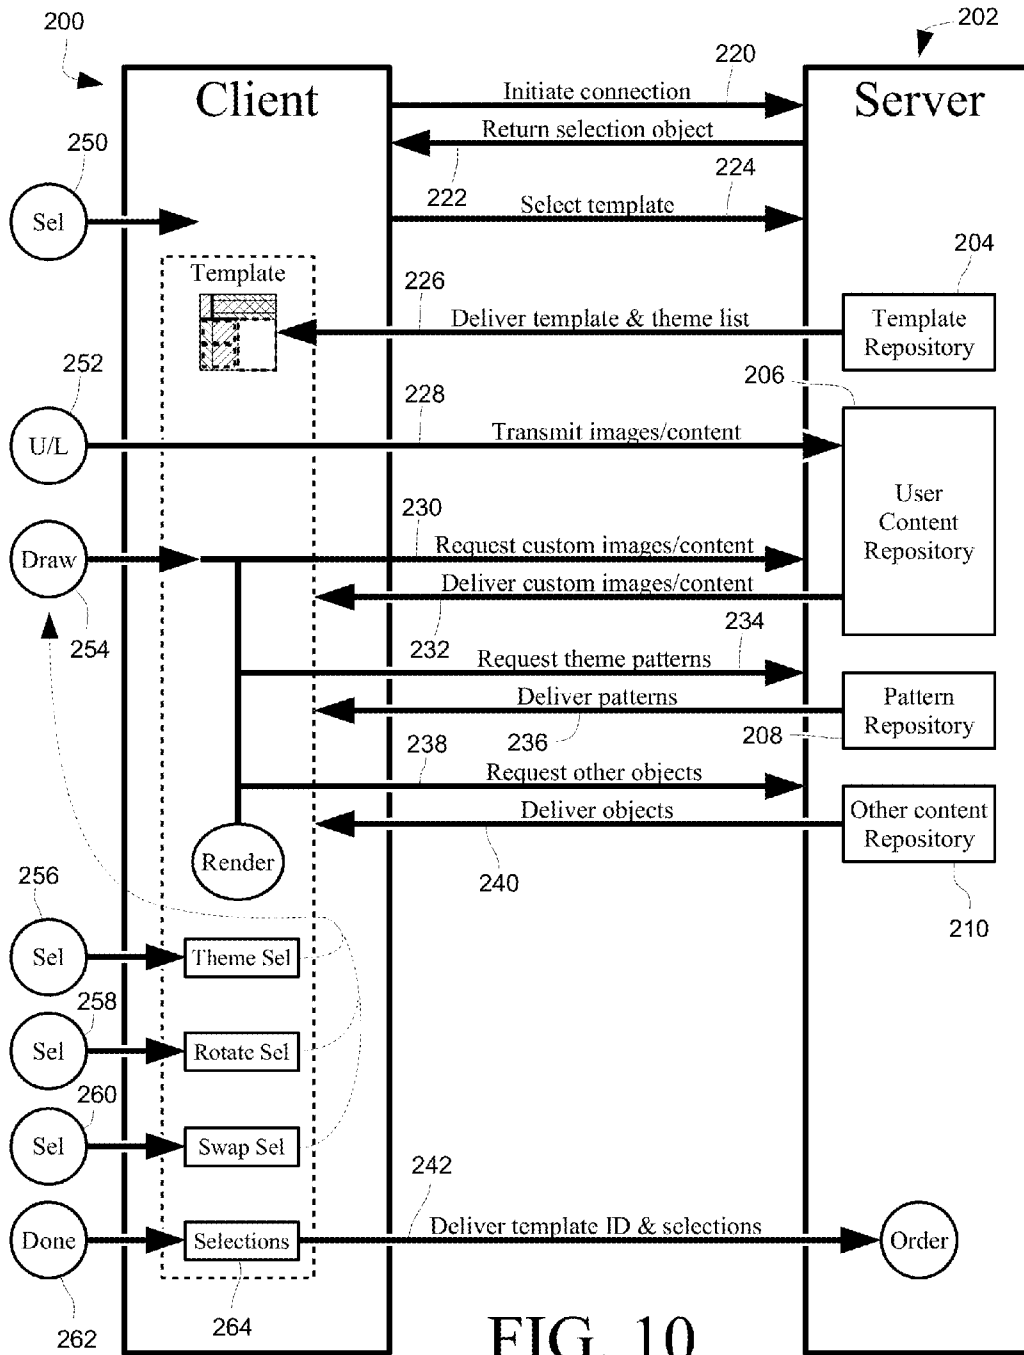 200
202
220
Client
Server
Initiate connection
Return selection object
250
222
224
Sel
Select template
204
Template
226
Deliver template & theme list
Template
Repository
252
206
228
U/L
Transmit images/content
User
Content
Repository
230
Draw
Request custom images/content
Deliver custom images/content
254
232
234
Request theme patterns
Deliver patterns
Pattern
Repository
236
208
238
Request other objects
Deliver objects
Other content
Repository
Render
240
256
210
Sel
Theme Sel
258
Sel
Rotate Sel
260
Sel
Swap Sel
242
Deliver template ID & selections
Done
Selections
Order
262
264
FIG. 10